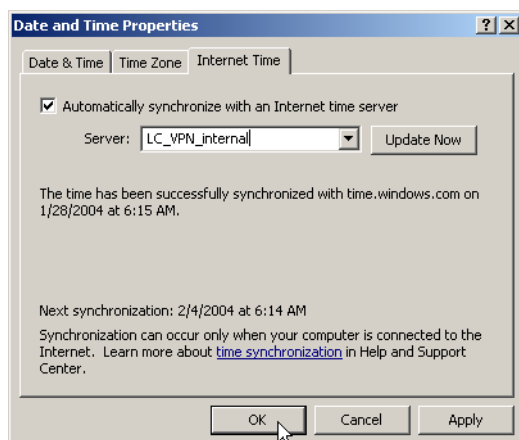 Date and Time Properties
Date & Time Time Zone Internet Time
Automatically synchronize with an Internet time server
Server: LC_VPN_internal Update Now
The time has been successfully synchronized with time.windows.com on
1/28/2004 at 6:15 AM.
Next synchronization: 2/4/2004 at 6:14 AM
Synchronization can occur only when your computer is connected to the
Internet. Learn more about time synchronization in Help and Support
Center.
OK Cancel Apply